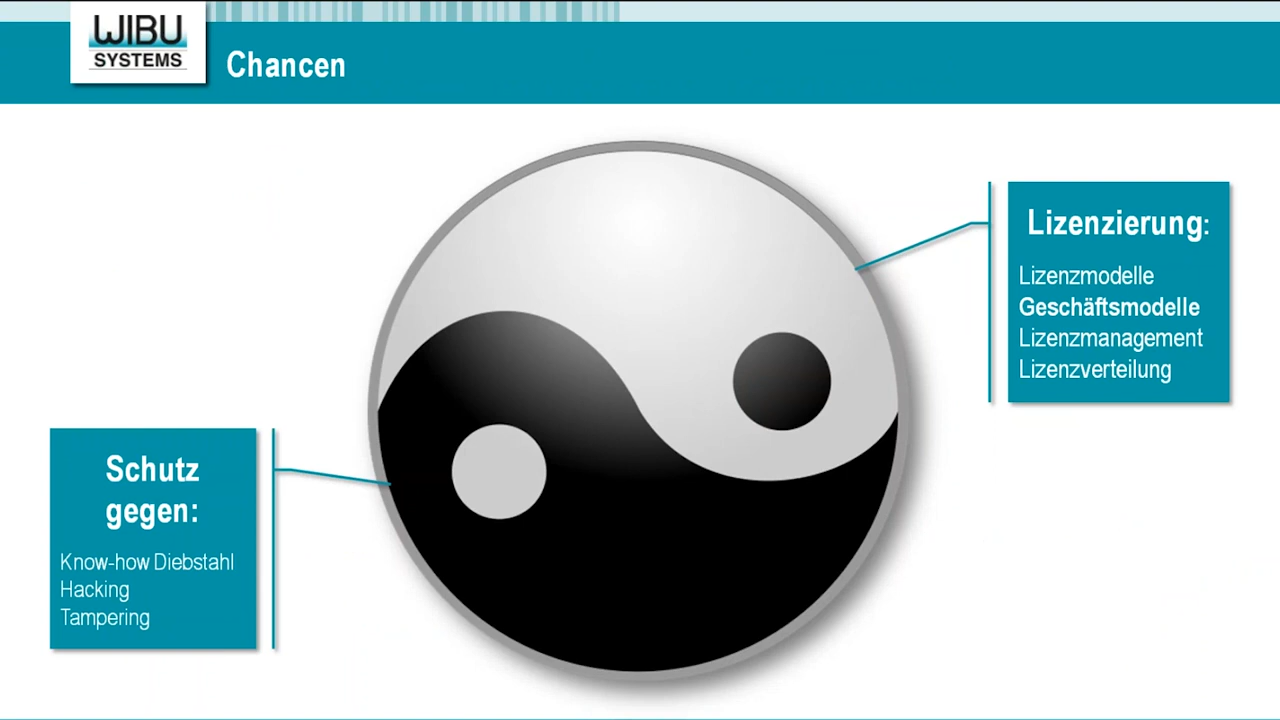 WIBU
SYSTEMS
Chancen
Lizenzierung:
Lizenzmodelle
Geschäftsmodelle
Lizenzmanagement
Lizenzverteilung
Schutz
gegen:
Know-how Diebstahl
Hacking
Tampering